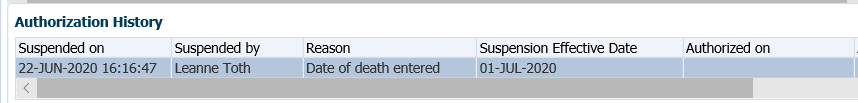 Authorization History
Suspended on Suspended by Reason Suspension Effective Date Authorized on
22-JUN-2020 16:16:47 Leanne Toth Date of death entered 01-JUL-2020